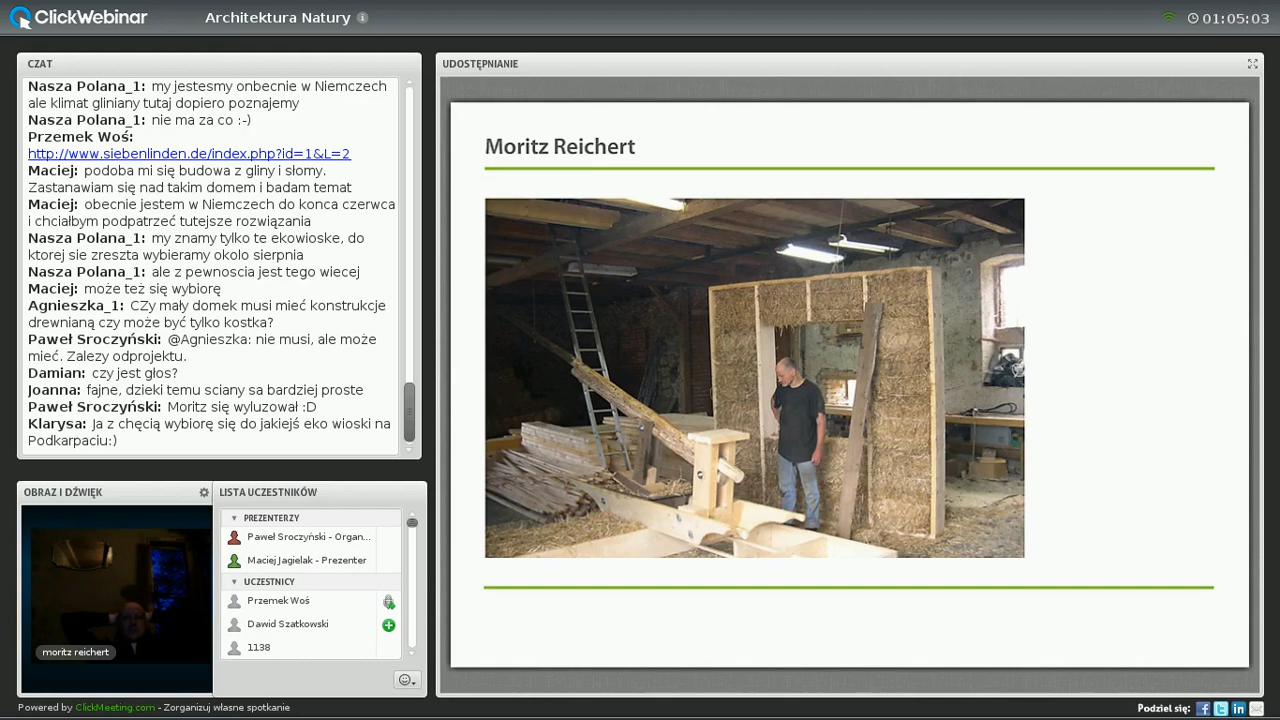 ClickWebinar
Architektura Natury
01:05:03
CZAT
Nasza Polana_1: my jestesmy onbecnie w Niemczech
ale klimat gliniany tutaj dopiero poznajemy
Nasza Polana_1: nie ma za co :-)
Przemek Woś:
http://www.siebenlinden.de/index.php?id=1&L=2
Maciej: podoba mi się budowa z gliny i słomy.
Zastanawiam się nad takim domem i badam temat
Maciej: obecnie jestem w Niemczech do konca czerwca
i chciałbym podpatrzeć tutejsze rozwiązania
Nasza Polana_1: my znamy tylko te ekowioske, do
ktorej sie zreszta wybieramy okolo sierpnia
Nasza Polana_1: ale z pewnoscia jest tego wiecej
Maciej: może też się wybiorę
Agnieszka_1: CZy mały domek musi mieć konstrukcje
drewnianą czy może być tylko kostka?
Paweł Sroczyński: @Agnieszka: nie musi, ale może
mieć. Zalezy odprojektu.
Damian: czy jest głos?
Joanna: fajne, dzieki temu sciany sa bardziej proste
Paweł Sroczyński: Moritz się wyluzował :D
Klarysa: Ja z chęcią wybiorę się do jakiejś eko wioski na
Podkarpaciu:)
OBRAZ I DŹWIĘK
moritz reichert
LISTA UCZESTNIKÓW
PREZENTERZY
Paweł Sroczyński - Organ...
Maciej Jagielak - Prezenter
UCZESTNICY
Przemek Woś
Dawid Szatkowski
1138
UDOSTĘPNIANIE
Moritz Reichert
Powered by ClickMeeting.com - Zorganizuj własne spotkanie
Podziel się: